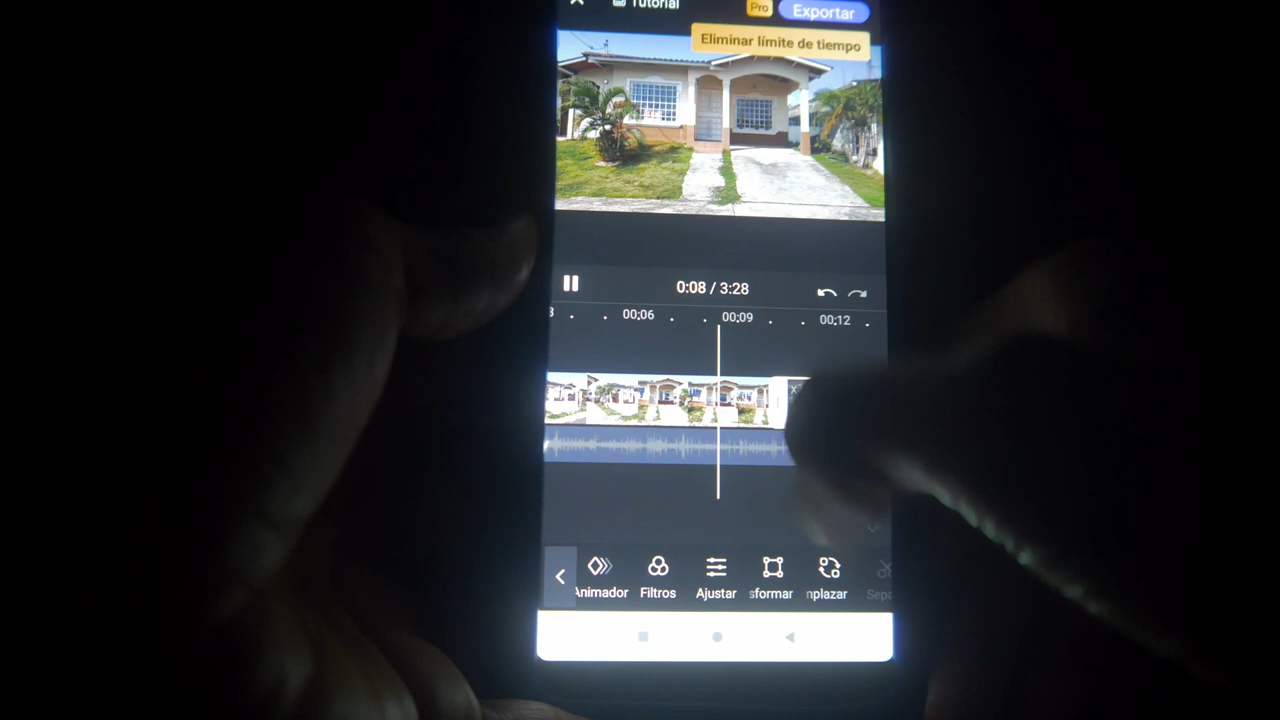 Tutorial
Pro
Exportar
Eliminar límite de tiempo
0:08 / 3:28
00:06
00:09
00:12
Animador
Filtros
Ajustar
sformar
nplazar
Sepa